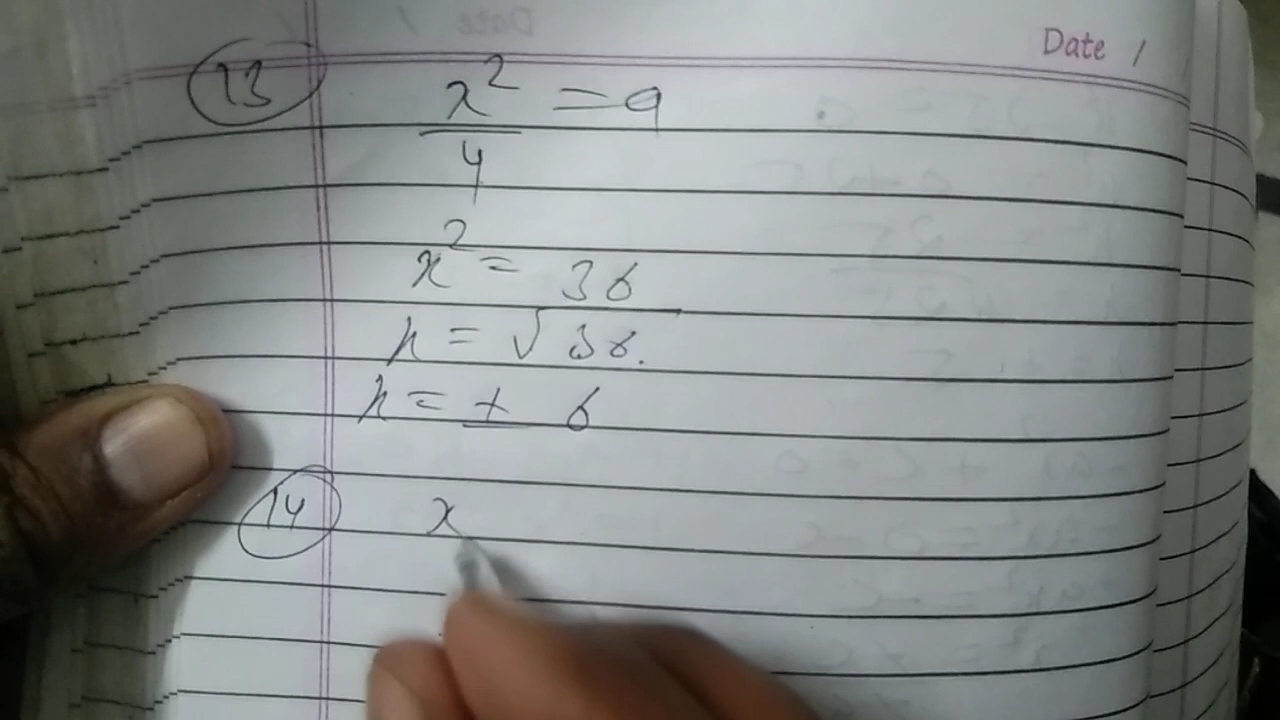 Date /
13 x² = 9
4
x² = 36
x = √36.
x = ± 6
14 x